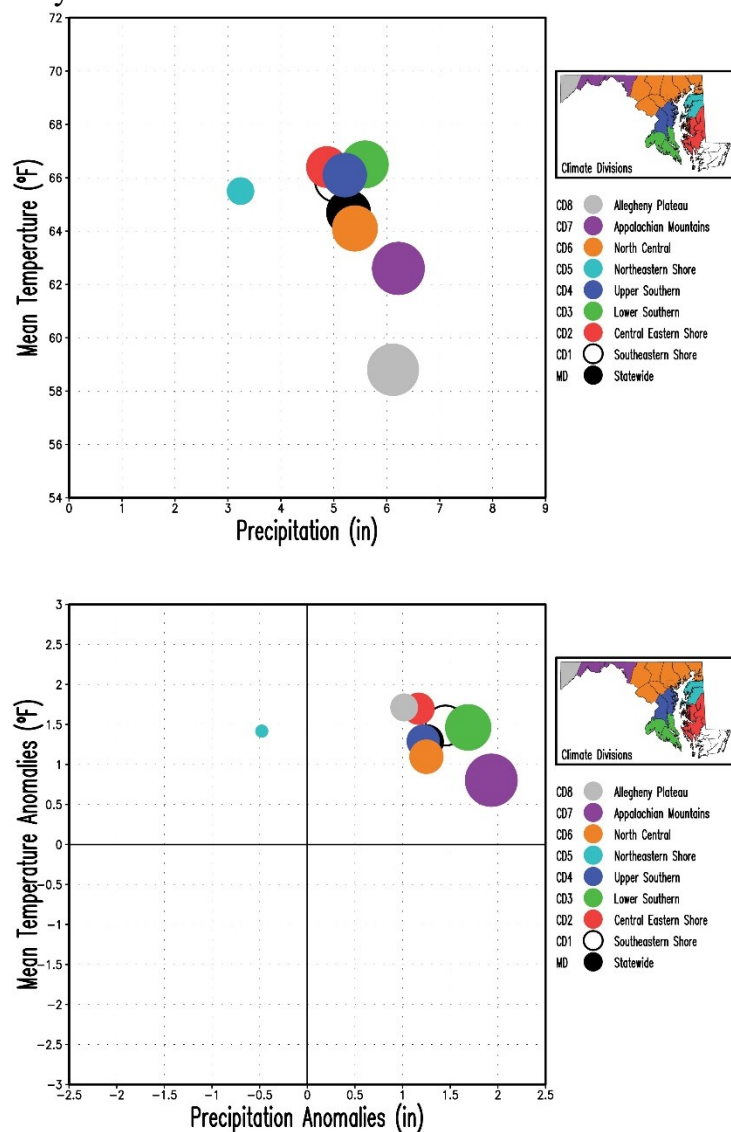 y
72
70
68
66
64
62
60
58
56
54
Mean Temperature (ºF)
0 1 2 3 4 5 6 7 8 9
Precipitation (in)
Climate Divisions
CD8 Allegheny Plateau
CD7 Appalachian Mountains
CD6 North Central
CD5 Northeastern Shore
CD4 Upper Southern
CD3 Lower Southern
CD2 Central Eastern Shore
CD1 Southeastern Shore
MD Statewide
3
2.5
2
1.5
1
0.5
0
-0.5
-1
-1.5
-2
-2.5
-3
Mean Temperature Anomalies (ºF)
-2.5 -2 -1.5 -1 -0.5 0 0.5 1 1.5 2 2.5
Precipitation Anomalies (in)
Climate Divisions
CD8 Allegheny Plateau
CD7 Appalachian Mountains
CD6 North Central
CD5 Northeastern Shore
CD4 Upper Southern
CD3 Lower Southern
CD2 Central Eastern Shore
CD1 Southeastern Shore
MD Statewide